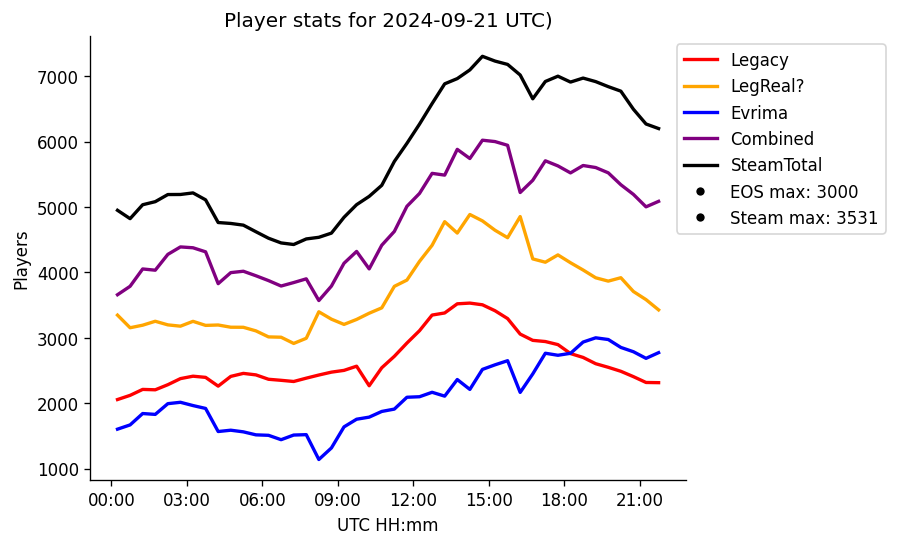 Player stats for 2024-09-21 UTC)
Players
7000
6000
5000
4000
3000
2000
1000
00:00 03:00 06:00 09:00 12:00 15:00 18:00 21:00
UTC HH:mm
Legacy
LegReal?
Evrima
Combined
SteamTotal
EOS max: 3000
Steam max: 3531